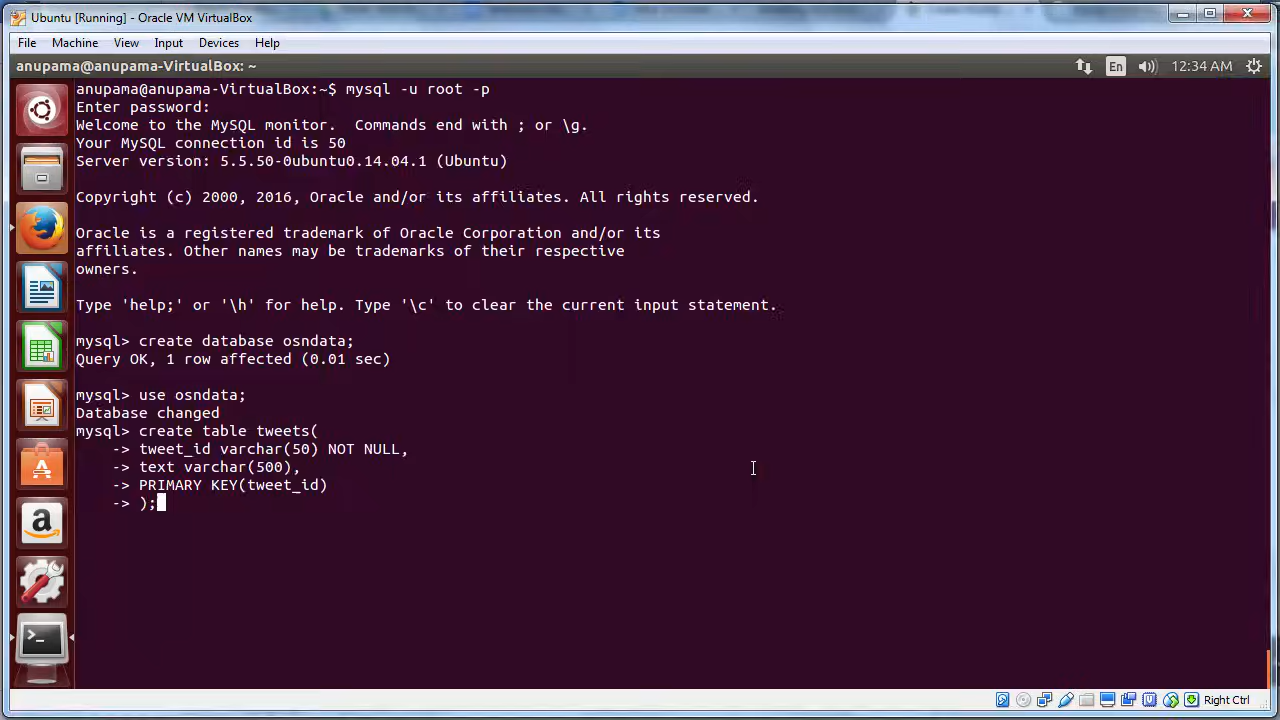 Ubuntu [Running] - Oracle VM VirtualBox
File Machine View Input Devices Help
anupama@anupama-VirtualBox: ~ En 12:34 AM
anupama@anupama-VirtualBox:~$ mysql -u root -p
Enter password:
Welcome to the MySQL monitor.  Commands end with ; or \g.
Your MySQL connection id is 50
Server version: 5.5.50-0ubuntu0.14.04.1 (Ubuntu)
Copyright (c) 2000, 2016, Oracle and/or its affiliates. All rights reserved.
Oracle is a registered trademark of Oracle Corporation and/or its
affiliates. Other names may be trademarks of their respective
owners.
Type 'help;' or '\h' for help. Type '\c' to clear the current input statement.
mysql> create database osndata;
Query OK, 1 row affected (0.01 sec)
mysql> use osndata;
Database changed
mysql> create table tweets(
    -> tweet_id varchar(50) NOT NULL,
    -> text varchar(500),
    -> PRIMARY KEY(tweet_id)
    -> );
Right Ctrl